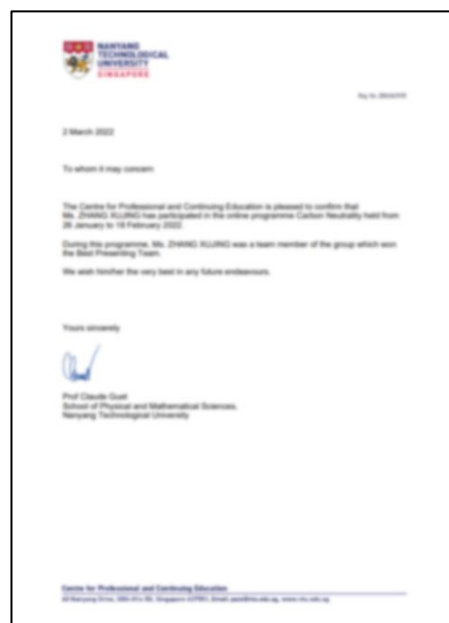 NANYANG
TECHNOLOGICAL
UNIVERSITY
SINGAPORE
2 March 2022
To whom it may concern
The Centre for Professional and Continuing Education is pleased to confirm that
Ms. ZHANG XUJING has participated in the online programme Carbon Neutrality held from
to 18 February 2022.
During this programme, Ms. ZHANG XUJING was a team member of the group which won
the Best Presenting Team.
We wish him/her the very best in any future endeavours.
Yours sincerely
Prof Claude Guet
School of Physical and Mathematical Sciences,
Nanyang Technological University
Centre for Professional and Continuing Education